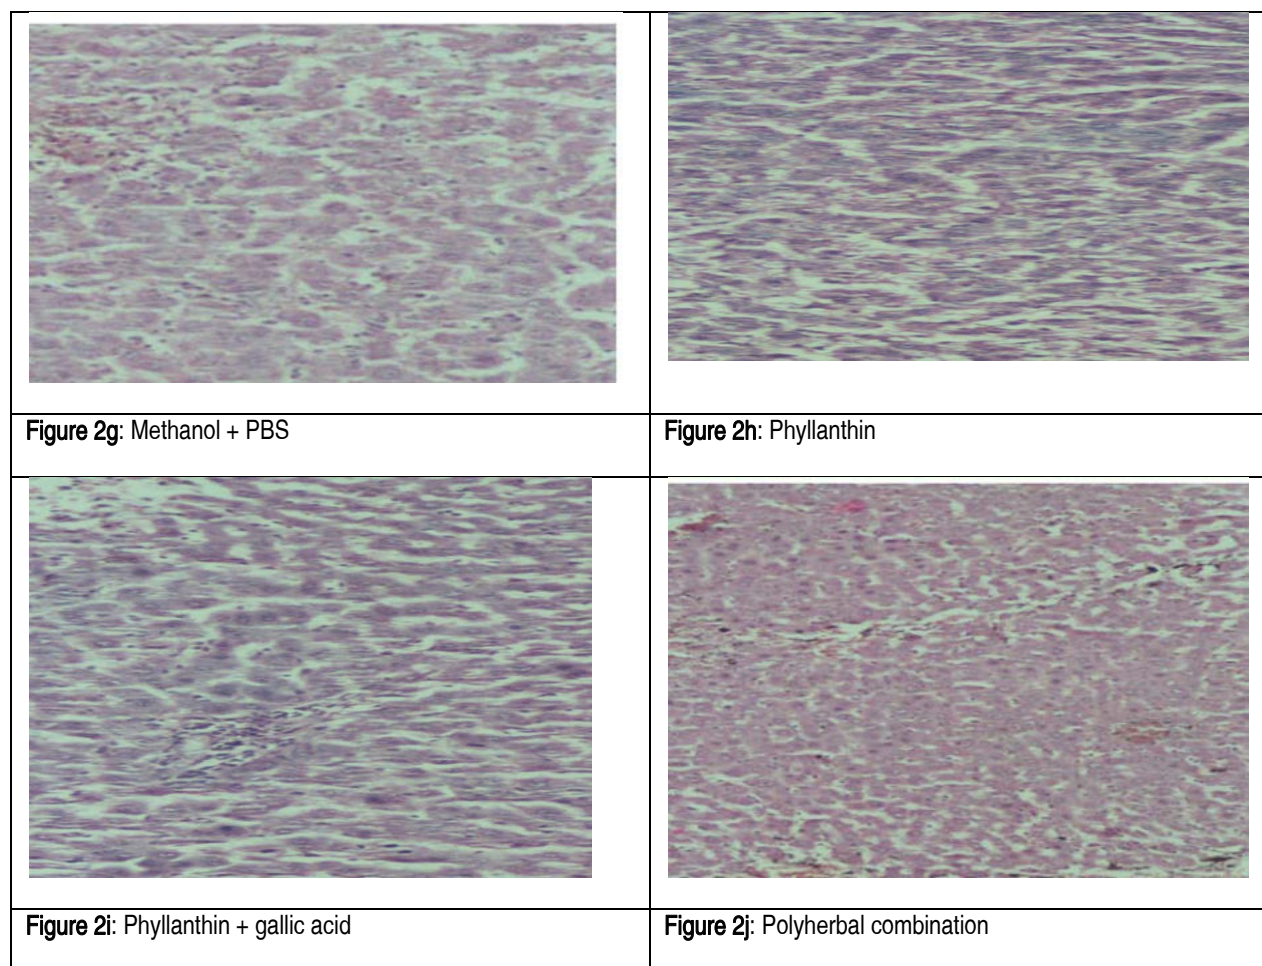 Figure 2g: Methanol + PBS
Figure 2h: Phyllanthin
Figure 2i: Phyllanthin + gallic acid
Figure 2j: Polyherbal combination